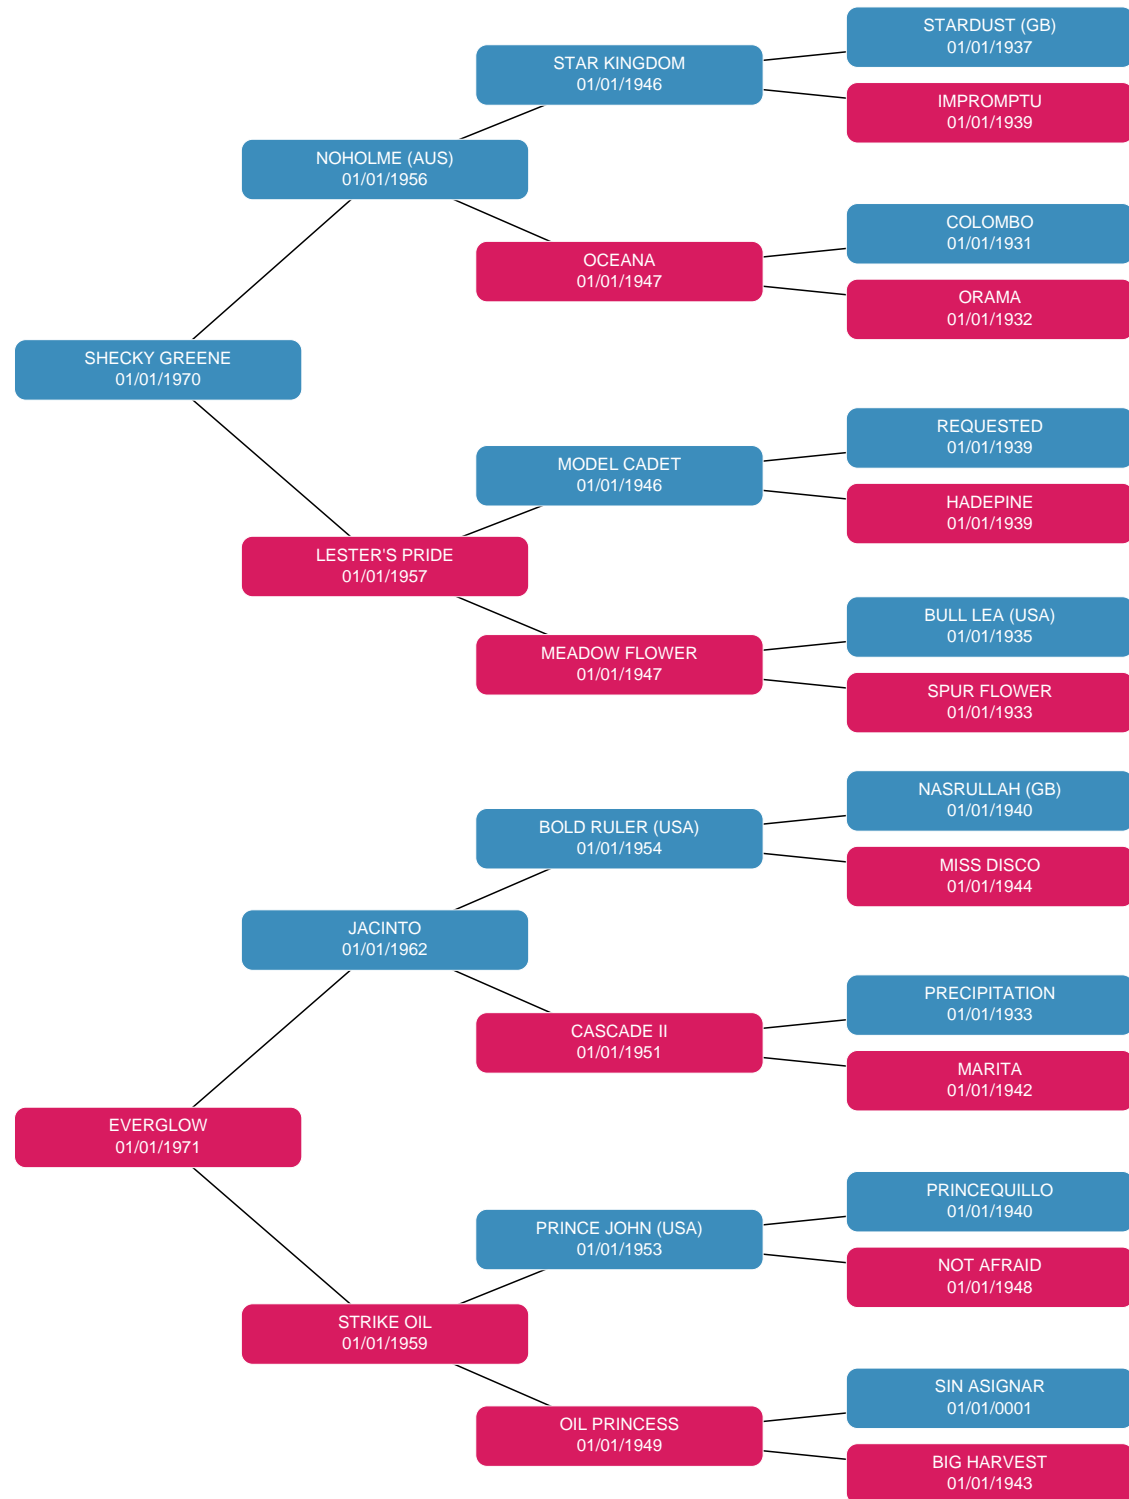 STARDUST (GB)
01/01/1937
STAR KINGDOM
01/01/1946
IMPROMPTU
01/01/1939
NOHOLME (AUS)
01/01/1956
COLOMBO
01/01/1931
OCEANA
01/01/1947
ORAMA
01/01/1932
SHECKY GREENE
01/01/1970
REQUESTED
01/01/1939
MODEL CADET
01/01/1946
HADEPINE
01/01/1939
LESTER'S PRIDE
01/01/1957
BULL LEA (USA)
01/01/1935
MEADOW FLOWER
01/01/1947
SPUR FLOWER
01/01/1933
NASRULLAH (GB)
01/01/1940
BOLD RULER (USA)
01/01/1954
MISS DISCO
01/01/1944
JACINTO
01/01/1962
PRECIPITATION
01/01/1933
CASCADE II
01/01/1951
MARITA
01/01/1942
EVERGLOW
01/01/1971
PRINCEQUILLO
01/01/1940
PRINCE JOHN (USA)
01/01/1953
NOT AFRAID
01/01/1948
STRIKE OIL
01/01/1959
SIN ASIGNAR
01/01/0001
OIL PRINCESS
01/01/1949
BIG HARVEST
01/01/1943